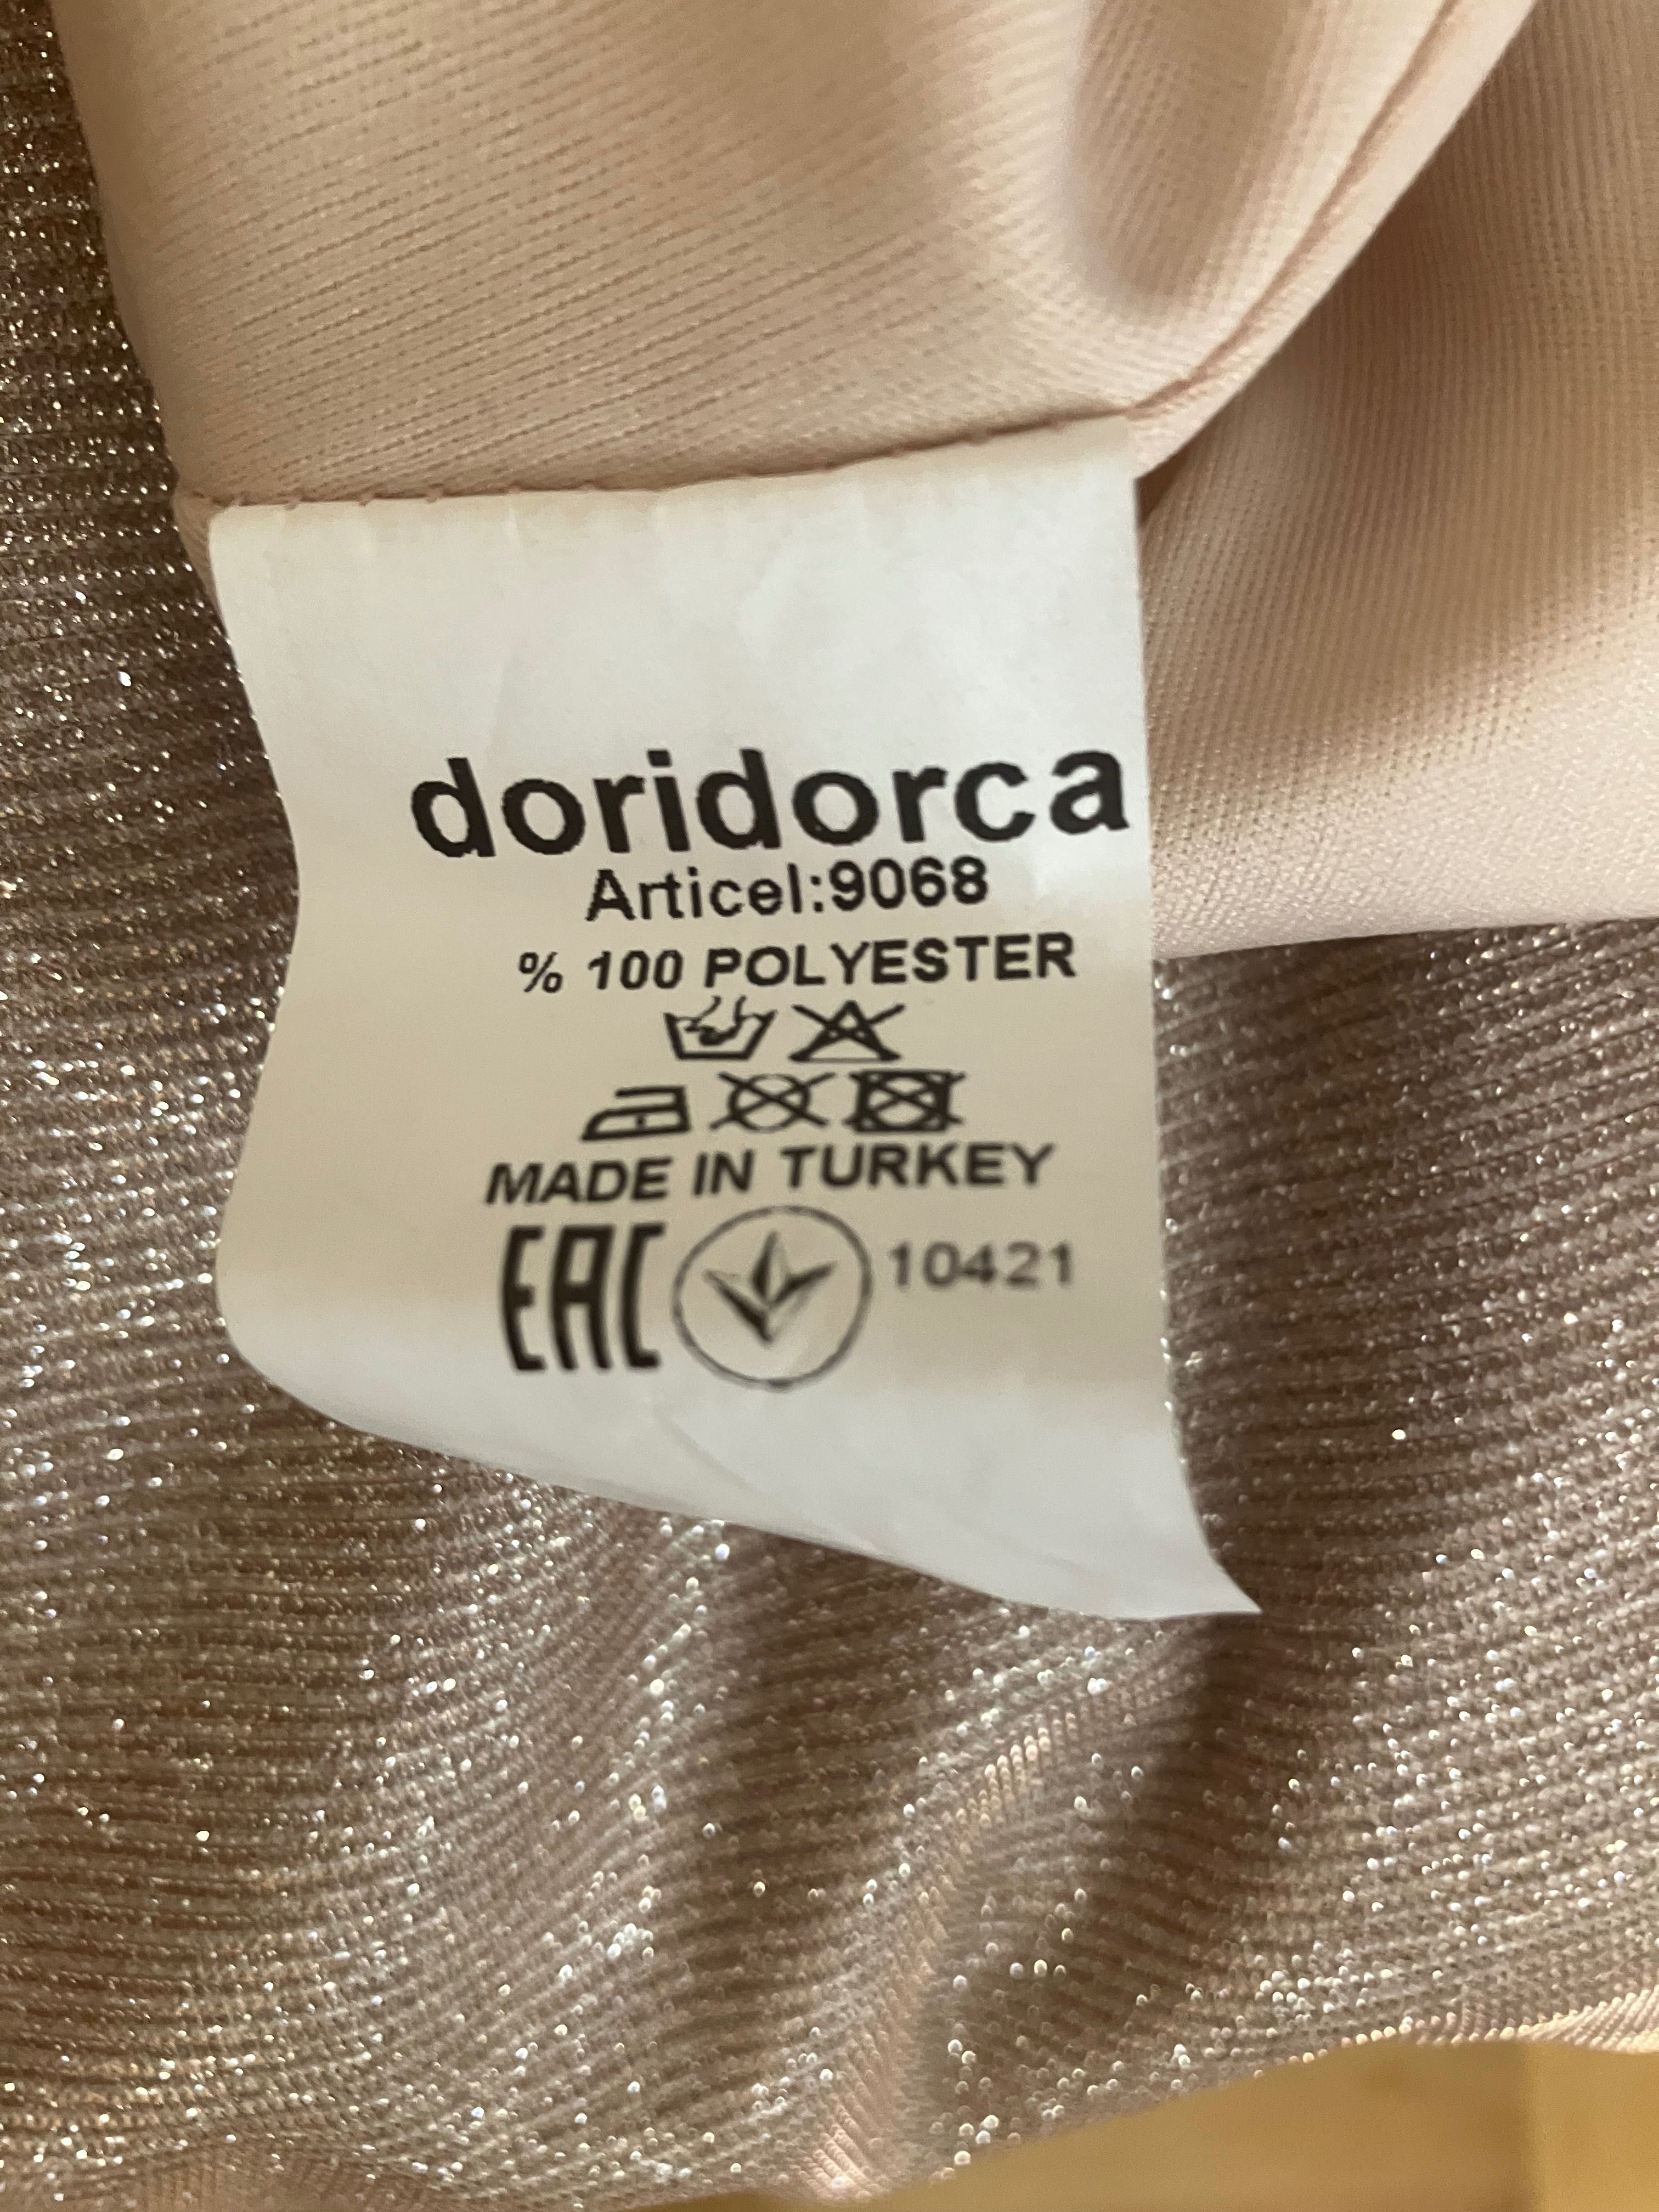 doridorca
Articel:9068
% 100 POLYESTER
MADE IN TURKEY
EAC 10421